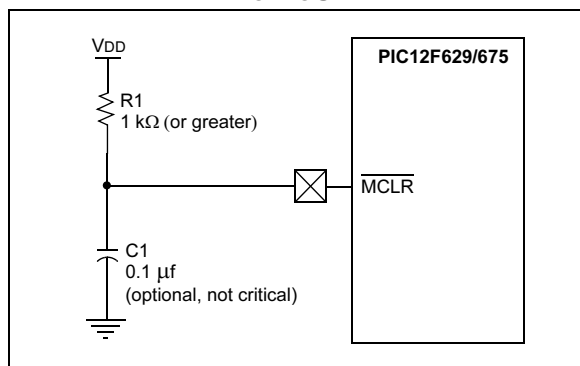 VDD
PIC12F629/675
R1
1 kΩ (or greater)
MCLR
C1
0.1 μf
(optional, not critical)